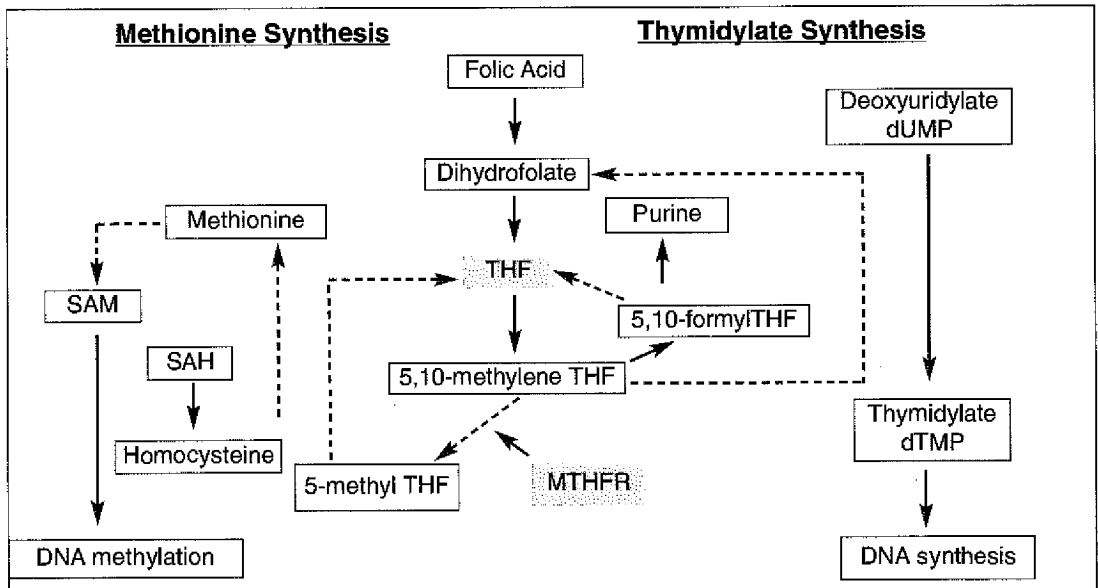 Methionine Synthesis
Thymidylate Synthesis
Folic Acid
Deoxyuridylate
dUMP
Dihydrofolate
Purine
Methionine
THF
SAM
5,10-formylTHF
SAH
5,10-methylene THF
Thymidylate
dTMP
Homocysteine
5-methyl THF
MTHFR
DNA methylation
DNA synthesis